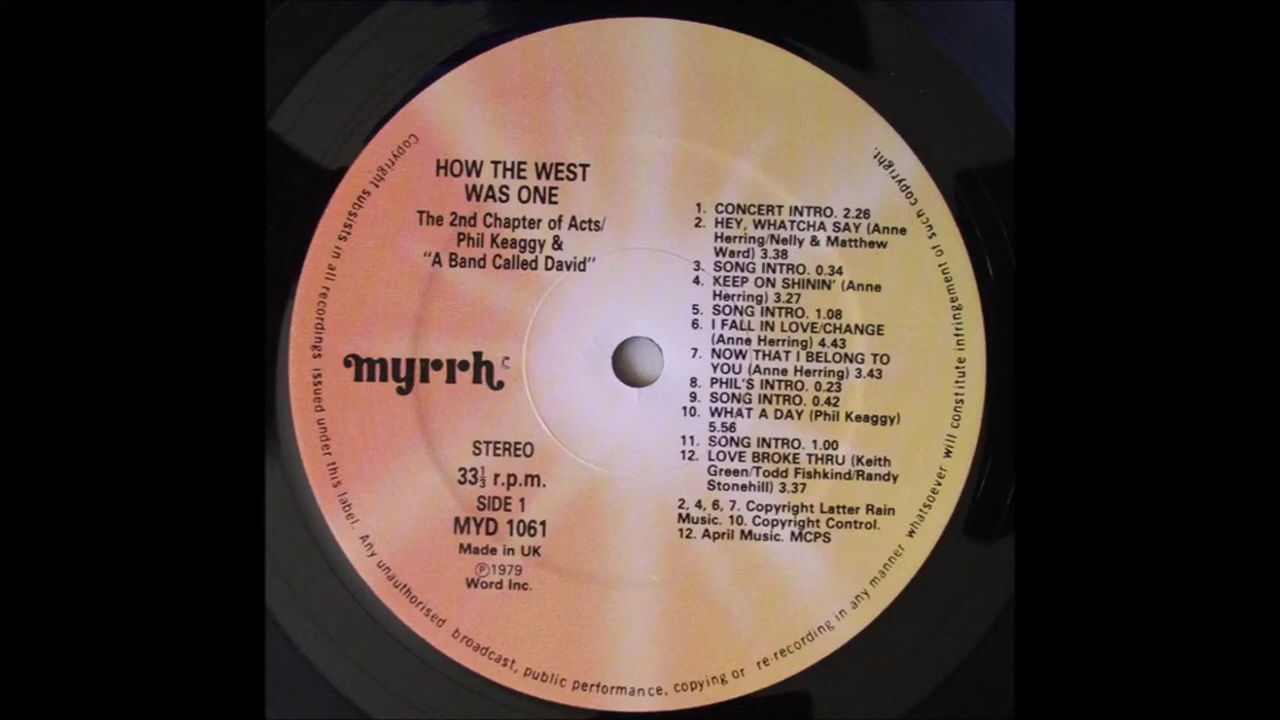 HOW THE WEST
WAS ONE
The 2nd Chapter of Acts/
Phil Keaggy &
"A Band Called David"
myrrh
STEREO
33⅓ r.p.m.
SIDE 1
MYD 1061
Made in UK
Ⓟ1979
Word Inc.
1. CONCERT INTRO. 2.26
2. HEY, WHATCHA SAY (Anne
Herring/Nelly & Matthew
Ward) 3.38
3. SONG INTRO. 0.34
4. KEEP ON SHININ' (Anne
Herring) 3.27
5. SONG INTRO. 1.08
6. I FALL IN LOVE/CHANGE
(Anne Herring) 4.43
7. NOW THAT I BELONG TO
YOU (Anne Herring) 3.43
8. PHIL'S INTRO. 0.23
9. SONG INTRO. 0.42
10. WHAT A DAY (Phil Keaggy)
5.56
11. SONG INTRO. 1.00
12. LOVE BROKE THRU (Keith
Green/Todd Fishkind/Randy
Stonehill) 3.37
2, 4, 6, 7. Copyright Latter Rain
Music. 10. Copyright Control.
12. April Music. MCPS
Copyright subsists in all recordings issued under this label. Any unauthorised broadcast, public performance, copying or re-recording in any manner whatsoever will constitute infringement of such copyright.